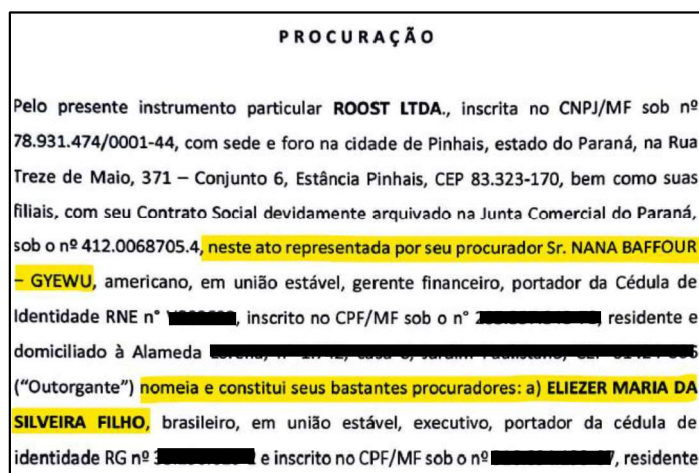 PROCURAÇÃO
Pelo presente instrumento particular ROOST LTDA., inscrita no CNPJ/MF sob nº
78.931.474/0001-44, com sede e foro na cidade de Pinhais, estado do Paraná, na Rua
Treze de Maio, 371 – Conjunto 6, Estância Pinhais, CEP 83.323-170, bem como suas
filiais, com seu Contrato Social devidamente arquivado na Junta Comercial do Paraná,
sob o nº 412.0068705.4, neste ato representada por seu procurador Sr. NANA BAFFOUR
– GYEWU, americano, em união estável, gerente financeiro, portador da Cédula de
Identidade RNE n° , inscrito no CPF/MF sob o n° , residente e
domiciliado à Alameda
("Outorgante") nomeia e constitui seus bastantes procuradores: a) ELIEZER MARIA DA
SILVEIRA FILHO, brasileiro, em união estável, executivo, portador da cédula de
identidade RG nº e inscrito no CPF/MF sob o nº , residente